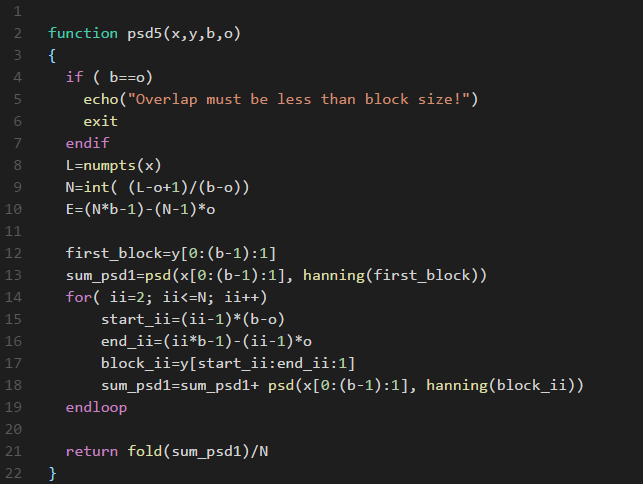 1
2 function psd5(x,y,b,o)
3 {
4 if ( b==o)
5 echo("Overlap must be less than block size!")
6 exit
7 endif
8 L=numpts(x)
9 N=int( (L-o+1)/(b-o))
10 E=(N*b-1)-(N-1)*o
11
12 first_block=y[0:(b-1):1]
13 sum_psd1=psd(x[0:(b-1):1], hanning(first_block))
14 for( ii=2; ii<=N; ii++)
15 start_ii=(ii-1)*(b-o)
16 end_ii=(ii*b-1)-(ii-1)*o
17 block_ii=y[start_ii:end_ii:1]
18 sum_psd1=sum_psd1+ psd(x[0:(b-1):1], hanning(block_ii))
19 endloop
20
21 return fold(sum_psd1)/N
22 }